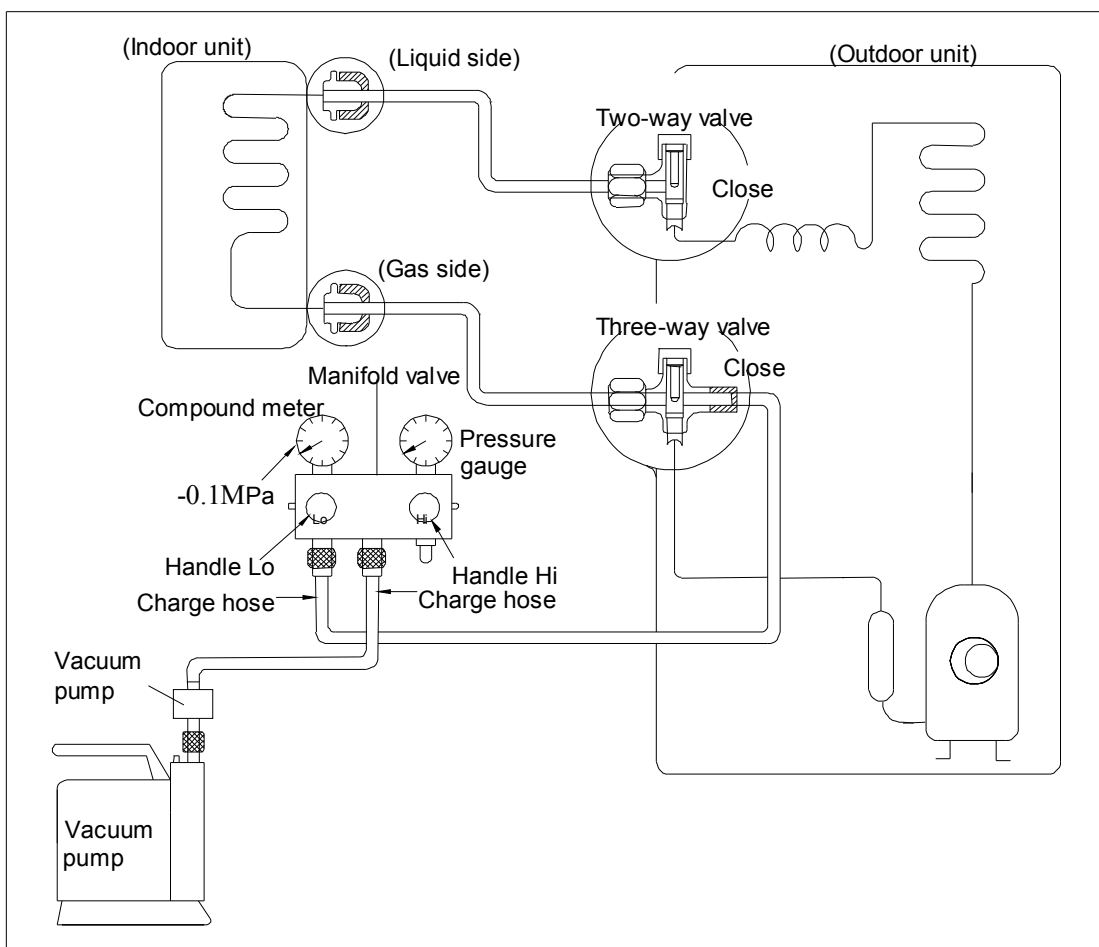 (Indoor unit)
(Liquid side)
(Outdoor unit)
Two-way valve
Close
(Gas side)
Three-way valve
Close
Manifold valve
Compound meter
Pressure
gauge
-0.1MPa
Lo
Hi
Handle Lo
Handle Hi
Charge hose
Charge hose
Vacuum
pump
Vacuum
pump